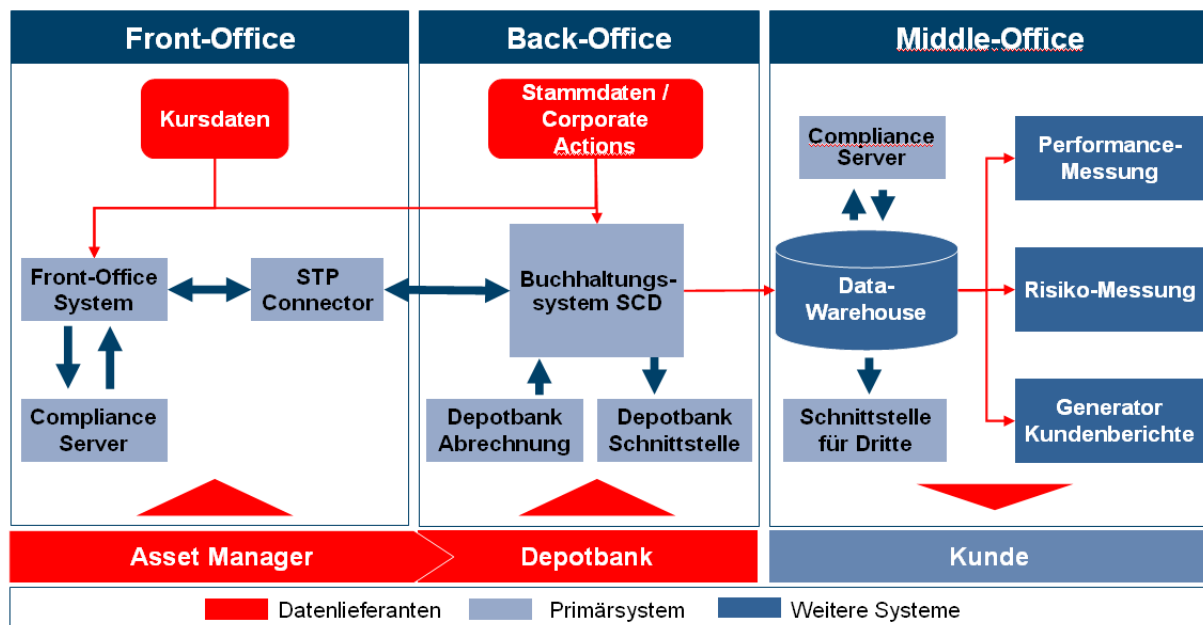 Front-Office
Back-Office
Middle-Office
Kursdaten
Stammdaten /
Corporate
Actions
Compliance
Server
Performance-
Messung
Front-Office
System
STP
Connector
Buchhaltungs-
system SCD
Data-
Warehouse
Risiko-Messung
Compliance
Server
Depotbank
Abrechnung
Depotbank
Schnittstelle
Schnittstelle
für Dritte
Generator
Kundenberichte
Asset Manager
Depotbank
Kunde
Datenlieferanten
Primärsystem
Weitere Systeme